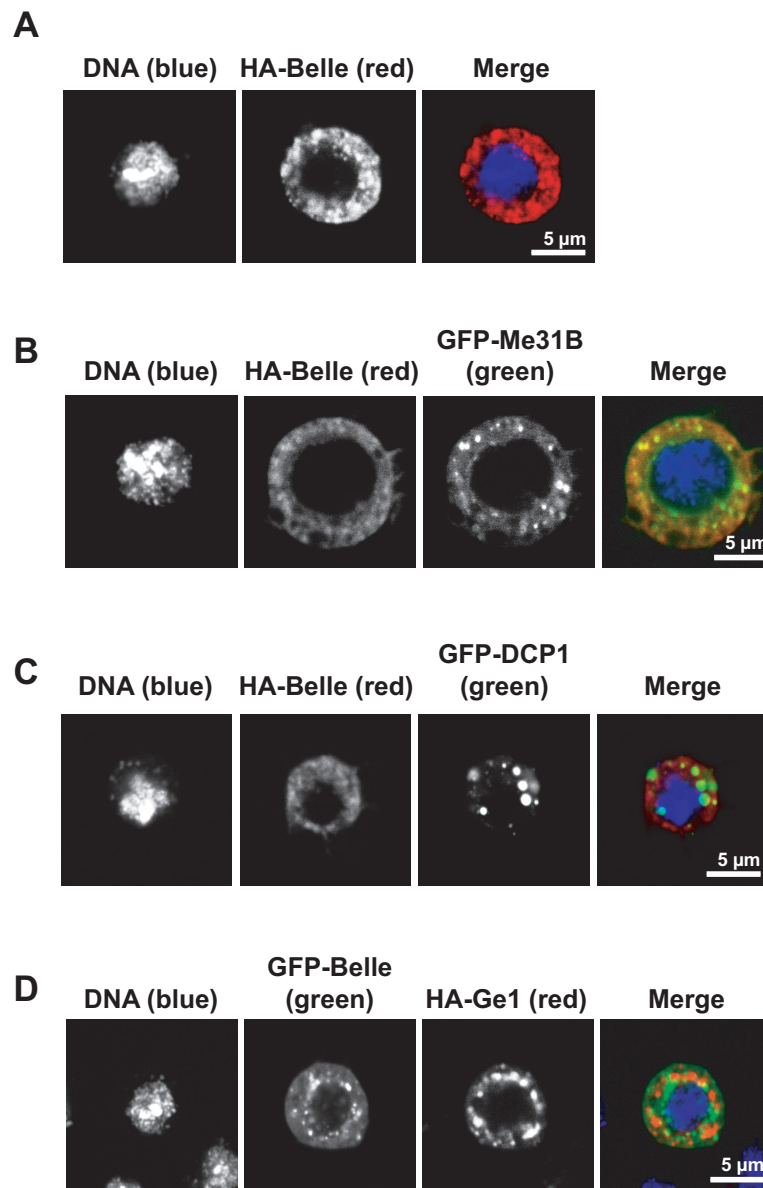 A
DNA (blue) HA-Belle (red) Merge
5 µm
B
GFP-Me31B
DNA (blue) HA-Belle (red) (green) Merge
5 µm
C
GFP-DCP1
DNA (blue) HA-Belle (red) (green) Merge
5 µm
D
GFP-Belle
DNA (blue) (green) HA-Ge1 (red) Merge
5 µm